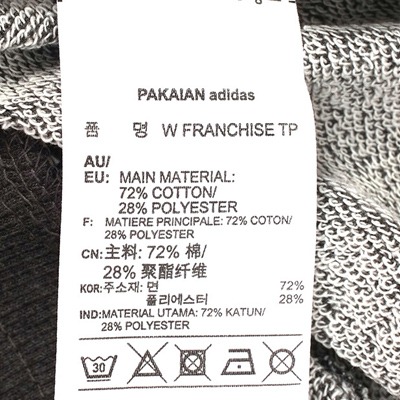 PAKAIAN adidas
품 명 W FRANCHISE TP
AU/
EU: MAIN MATERIAL:
72% COTTON/
28% POLYESTER
F: MATIERE PRINCIPALE: 72% COTON/
28% POLYESTER
CN: 主料: 72% 棉/
28% 聚酯纤维
KOR: 주소재: 면 72%
폴리에스터 28%
IND: MATERIAL UTAMA: 72% KATUN/
28% POLYESTER
30